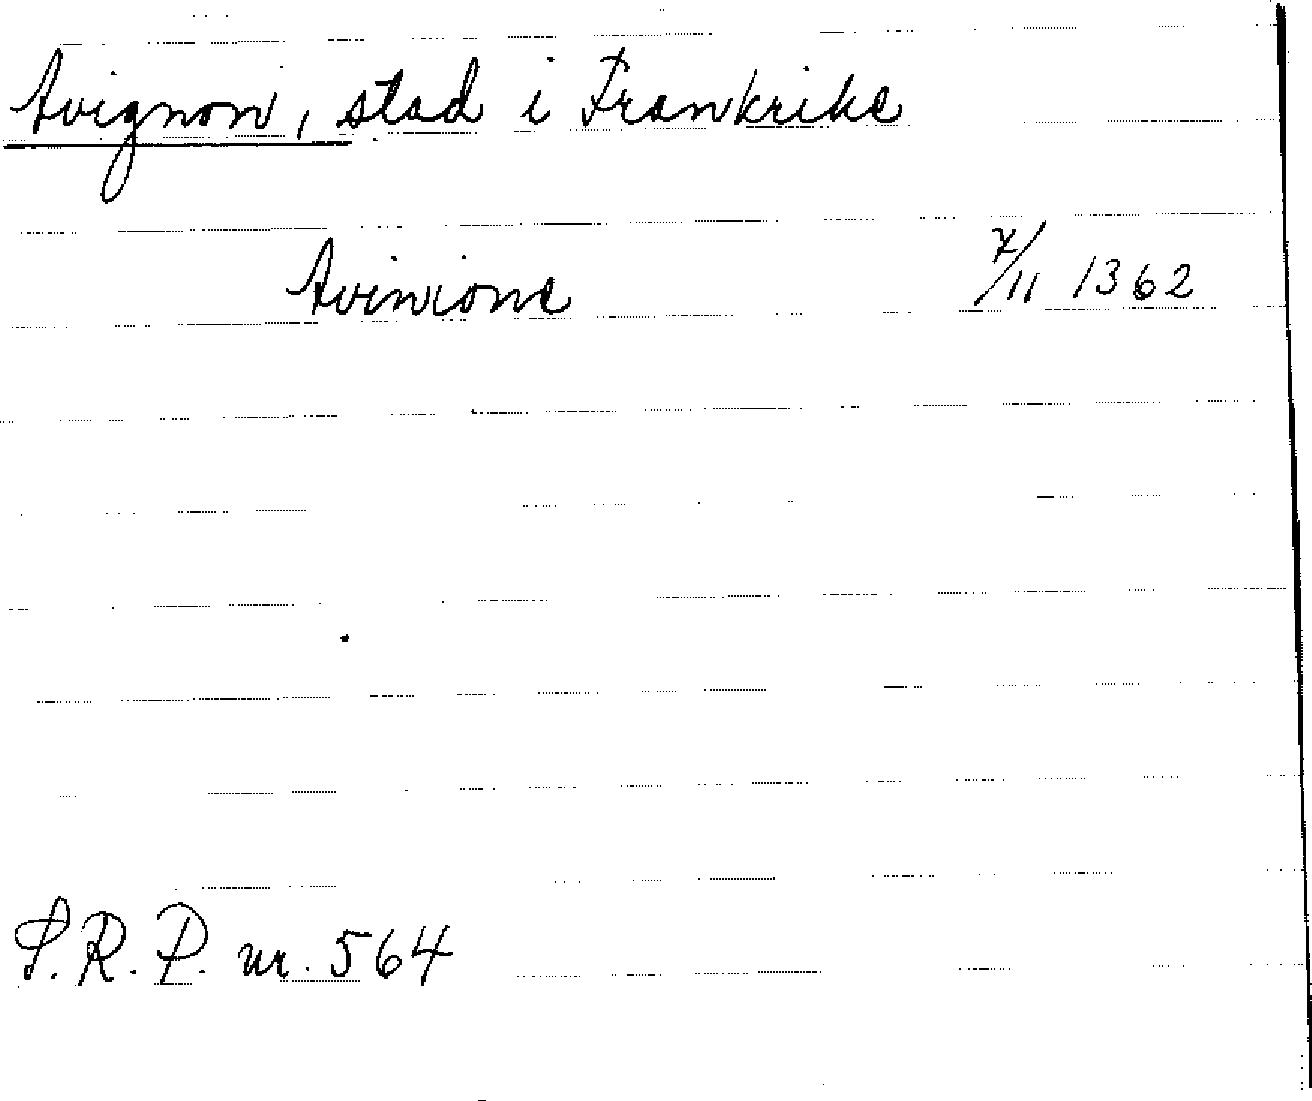 Avignon, stad i Frankrike
Avinione 7/11 1362
S.R.P. nr. 564